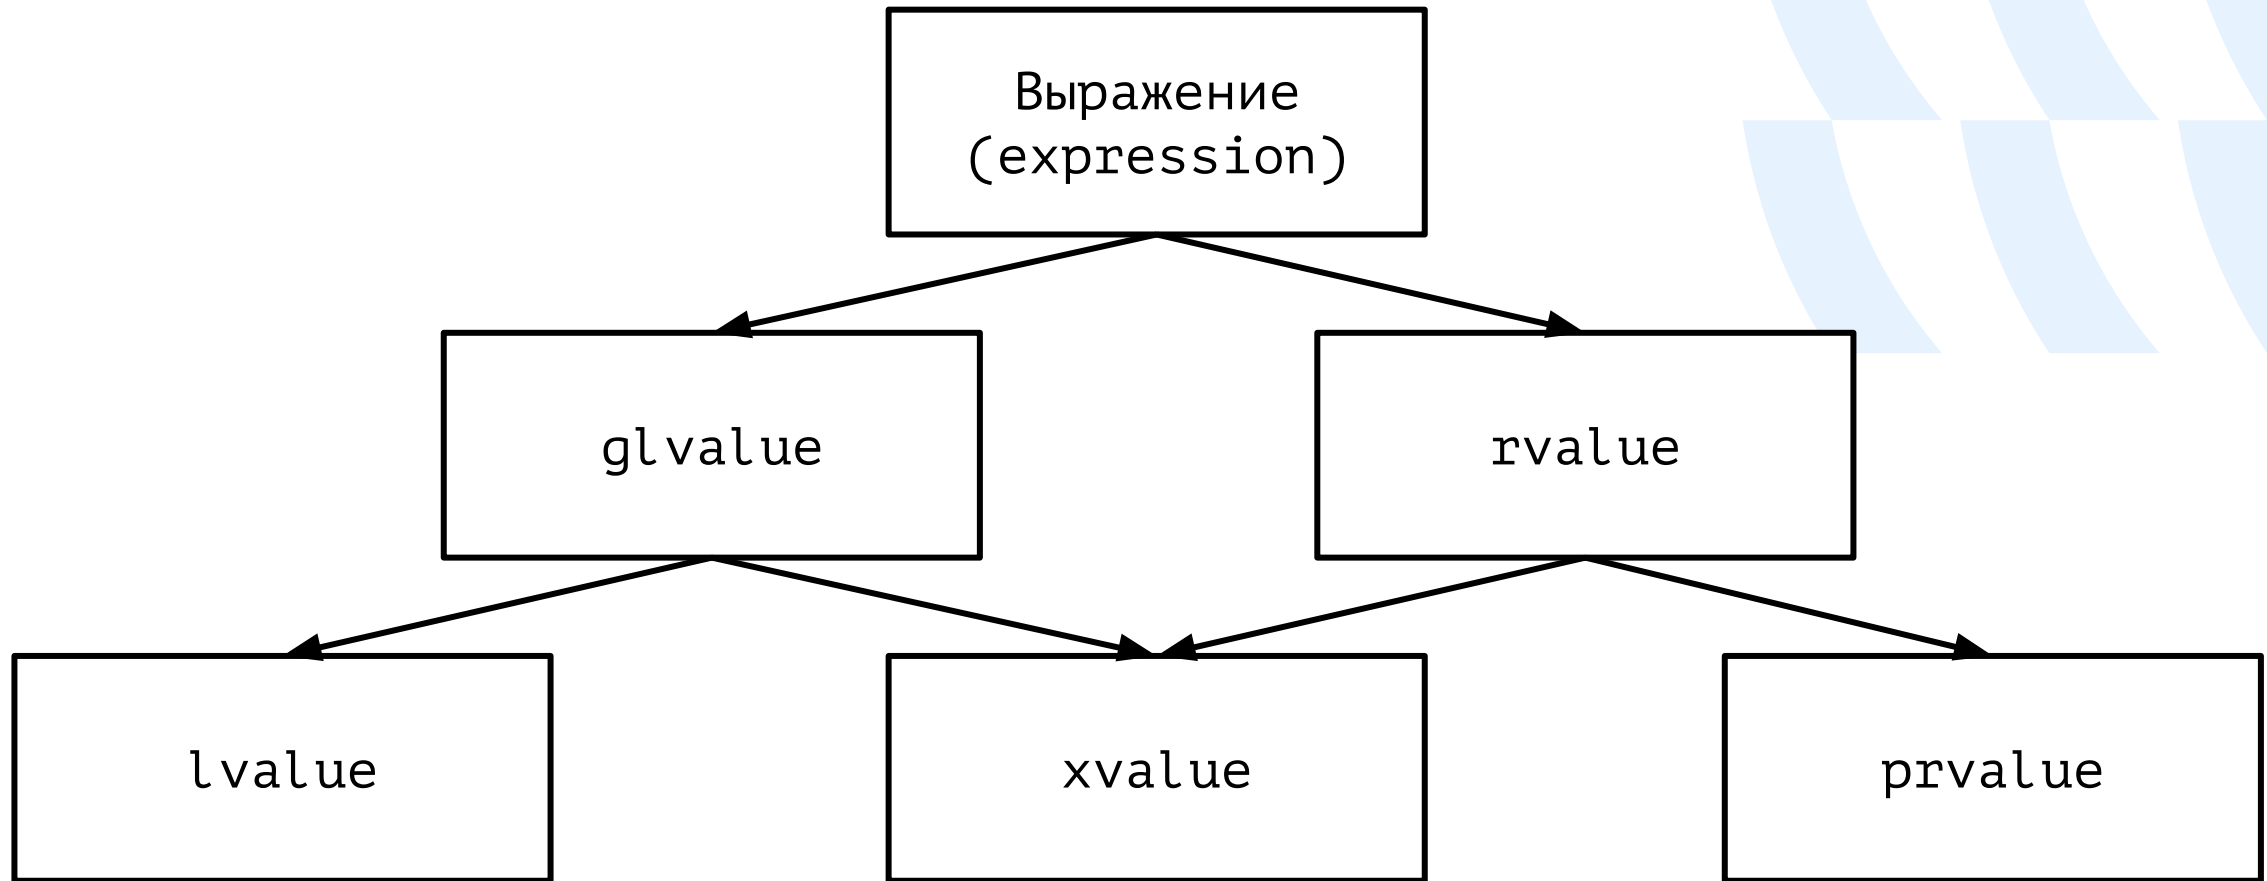 Выражение
(expression)
glvalue
rvalue
lvalue
xvalue
prvalue